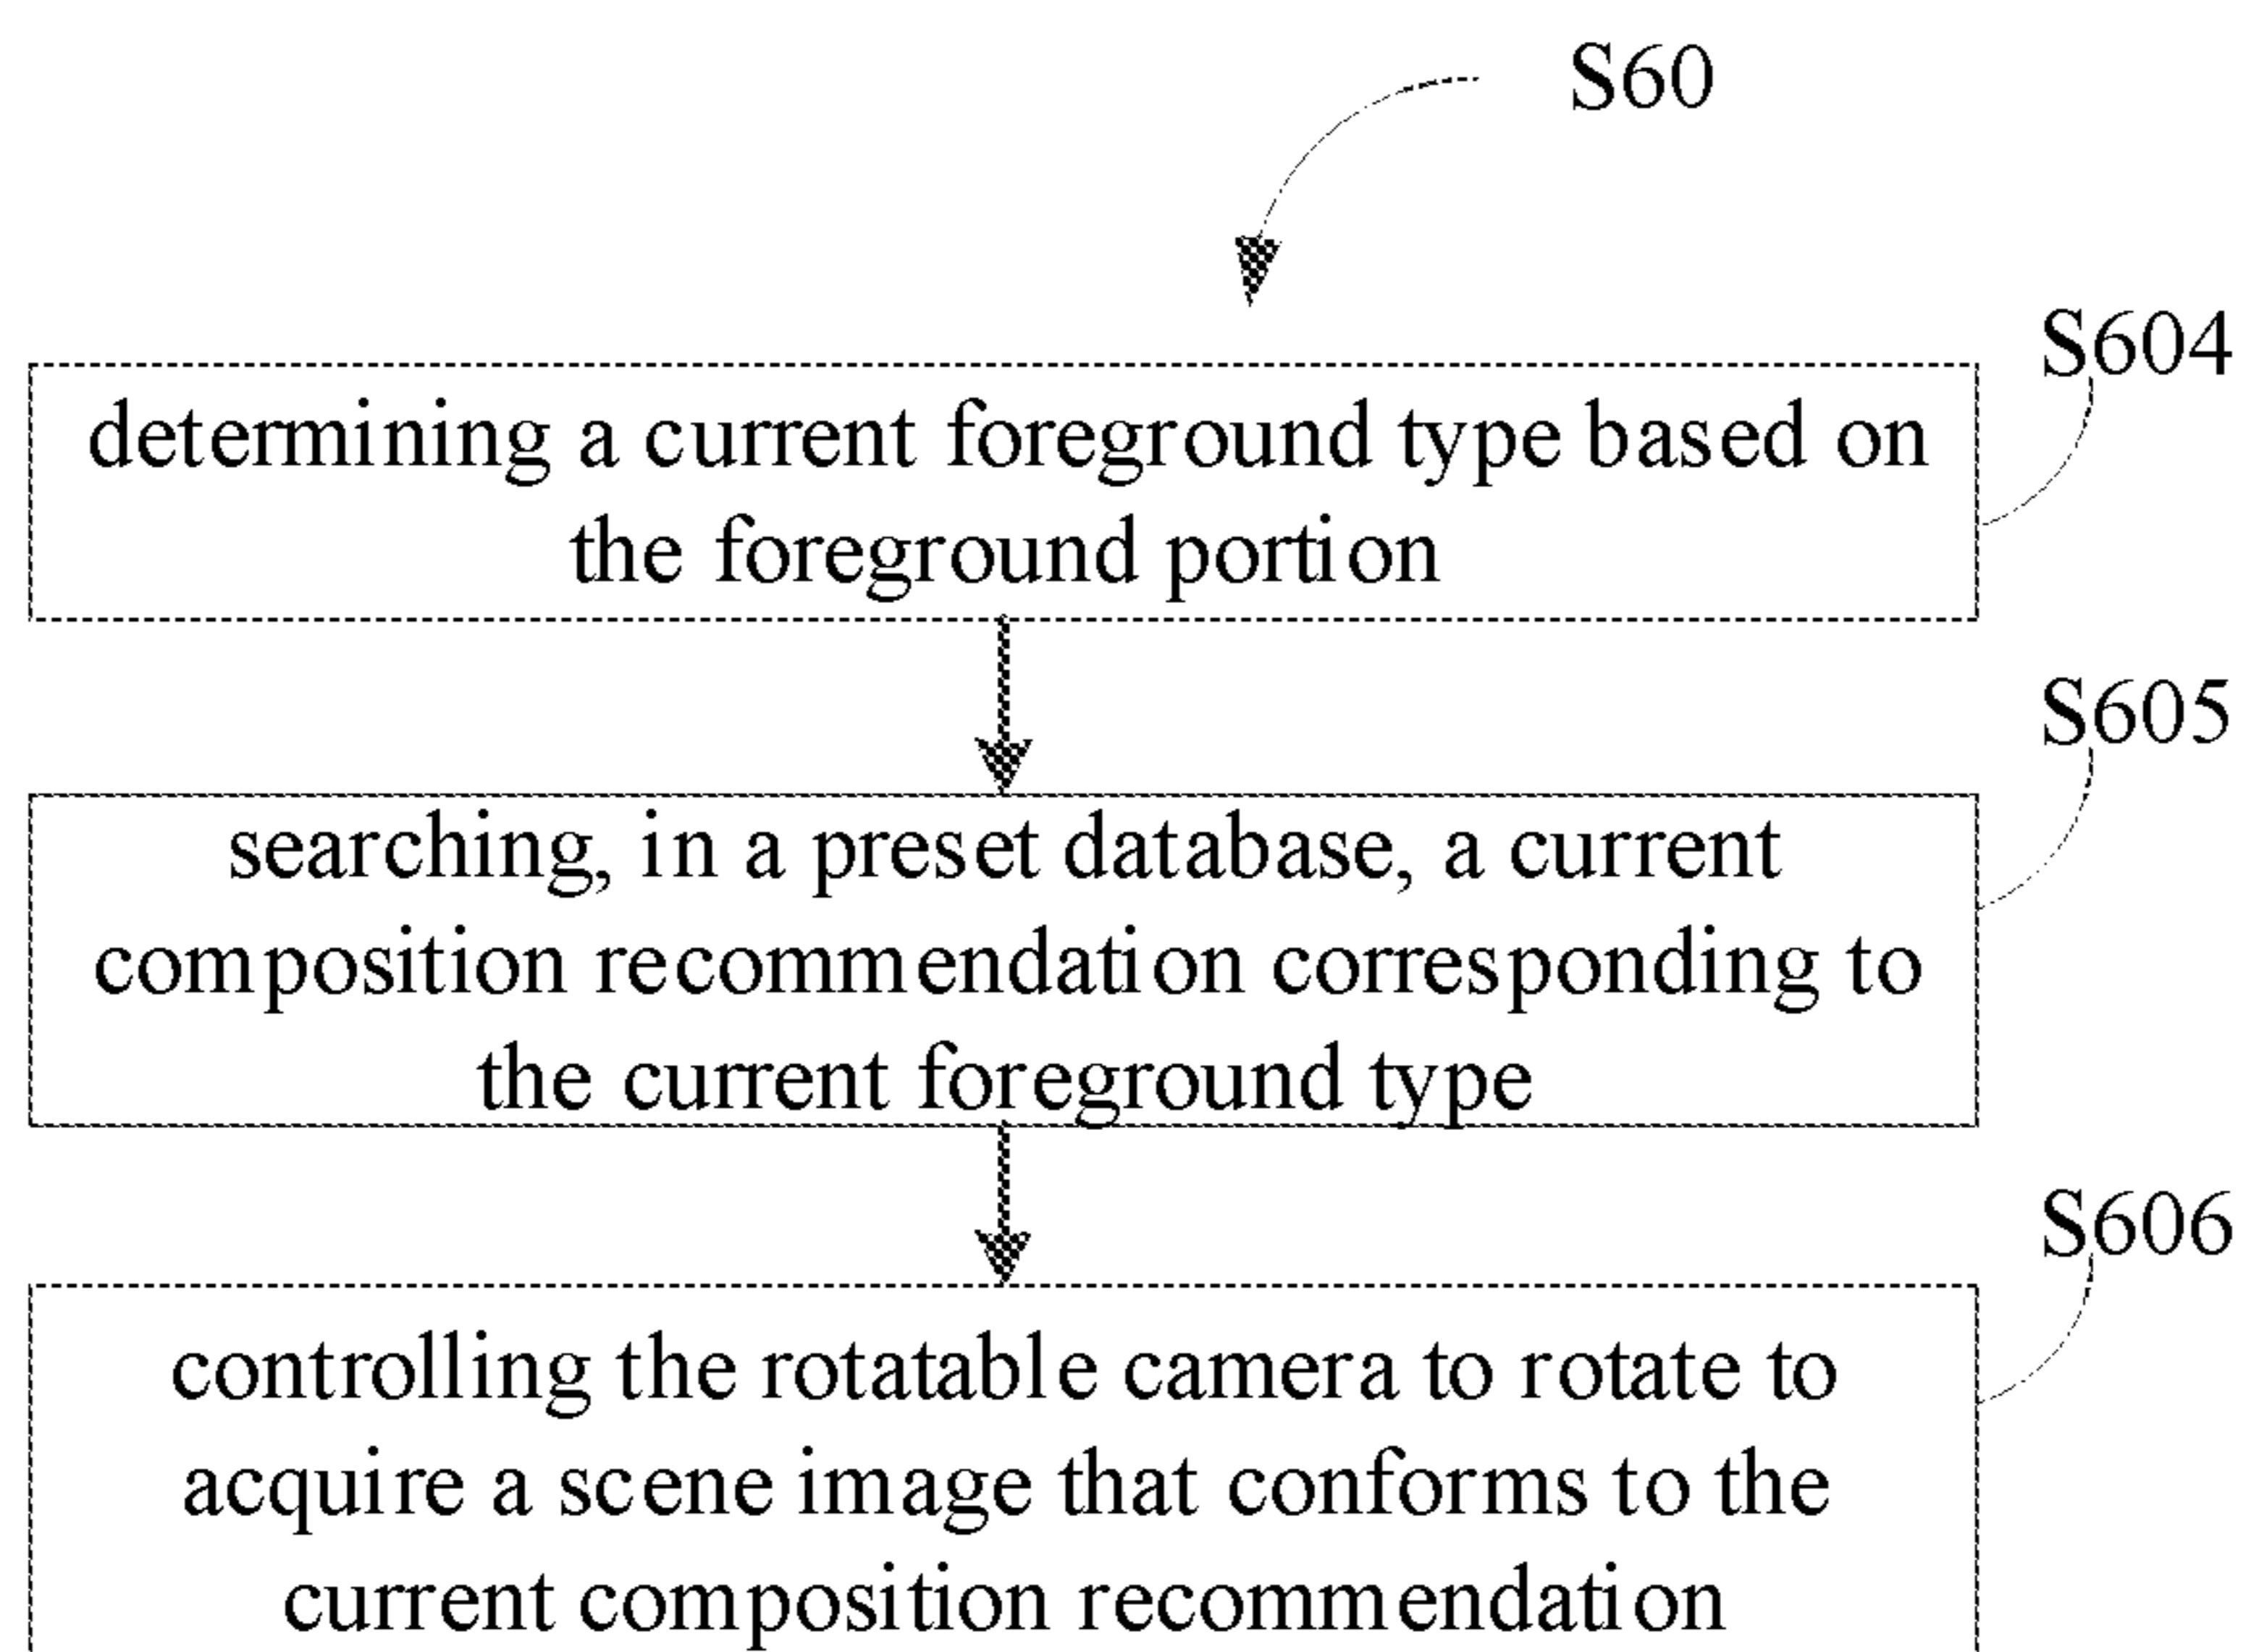 S60
S604
determining a current foreground type based on
the foreground portion
S605
searching, in a preset database, a current
composition recommendation corresponding to
the current foreground type
S606
controlling the rotatable camera to rotate to
acquire a scene image that conforms to the
current composition recommendation